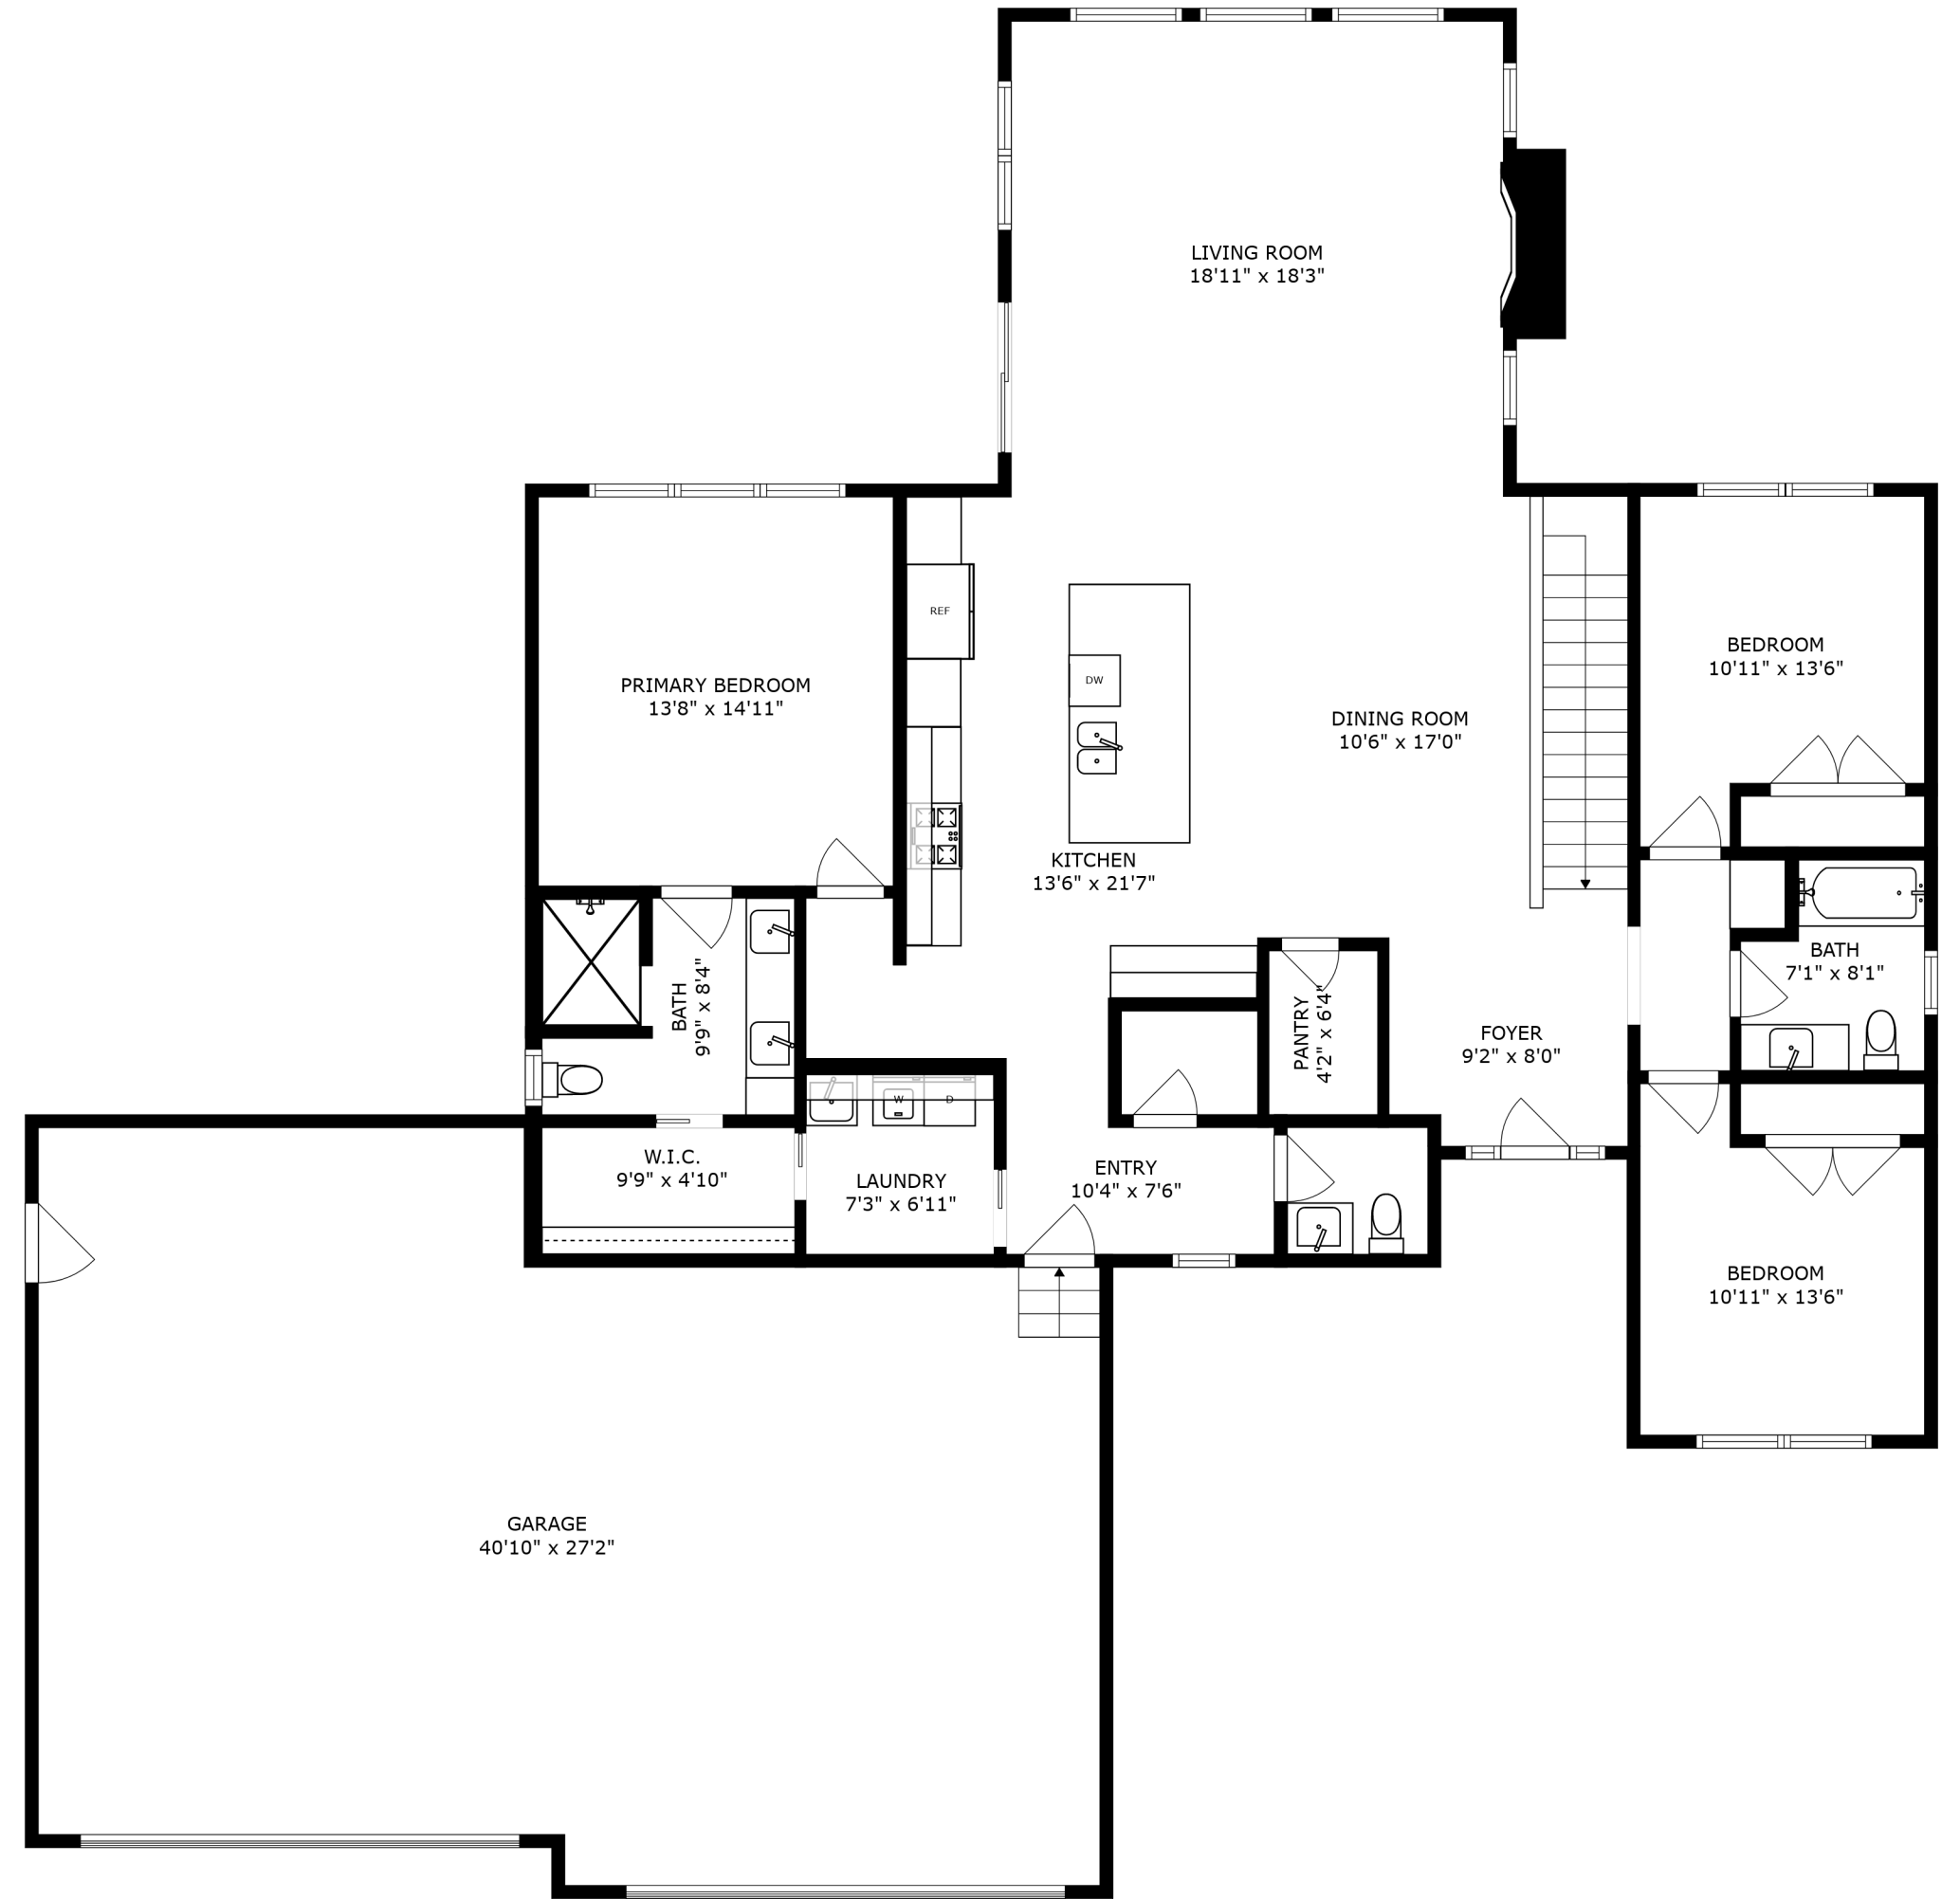 LIVING ROOM
18'11" x 18'3"
REF
PRIMARY BEDROOM
13'8" x 14'11"
DW
DINING ROOM
10'6" x 17'0"
BEDROOM
10'11" x 13'6"
KITCHEN
13'6" x 21'7"
BATH
9'9" x 8'4"
PANTRY
4'2" x 6'4"
FOYER
9'2" x 8'0"
BATH
7'1" x 8'1"
W
D
W.I.C.
9'9" x 4'10"
LAUNDRY
7'3" x 6'11"
ENTRY
10'4" x 7'6"
BEDROOM
10'11" x 13'6"
GARAGE
40'10" x 27'2"